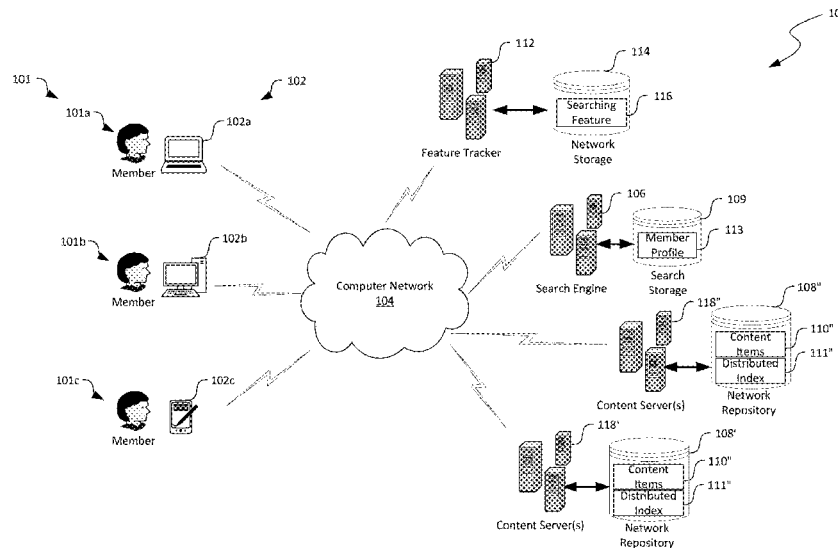 10
112
114
101
102
101a
102a
Searching
Feature
116
Member
Feature Tracker
Network
Storage
106
109
101b
102b
Member
Profile
113
Computer Network
104
Member
Search Engine
Search
Storage
108"
118"
Content
Items
110"
101c
102c
Distributed
Index
111"
Member
Content Server(s)
Network
Repository
118'
108'
Content
Items
110"
Distributed
Index
111"
Content Server(s)
Network
Repository